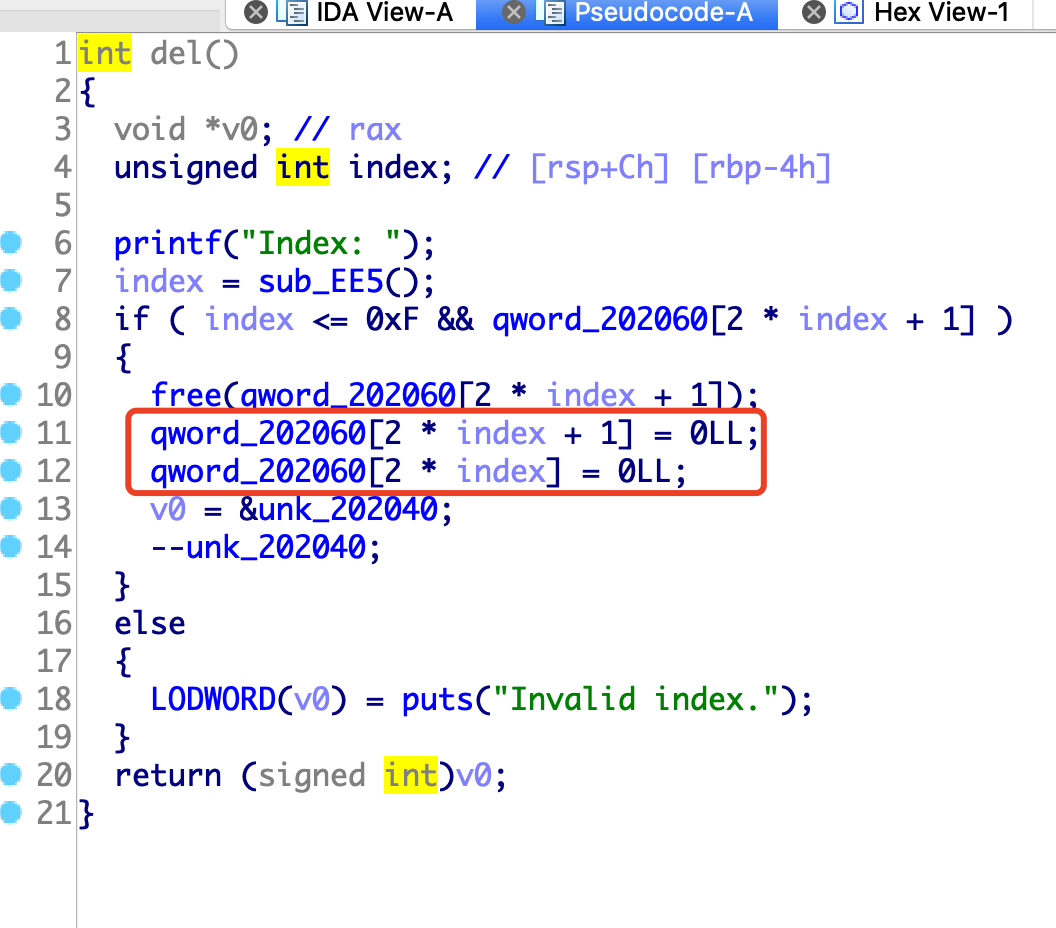 IDA View-A Pseudocode-A Hex View-1
1 int del()
2 {
3   void *v0; // rax
4   unsigned int index; // [rsp+Ch] [rbp-4h]
5
6   printf("Index: ");
7   index = sub_EE5();
8   if ( index <= 0xF && qword_202060[2 * index + 1] )
9   {
10     free(qword_202060[2 * index + 1]);
11     qword_202060[2 * index + 1] = 0LL;
12     qword_202060[2 * index] = 0LL;
13     v0 = &unk_202040;
14     --unk_202040;
15   }
16   else
17   {
18     LODWORD(v0) = puts("Invalid index.");
19   }
20   return (signed int)v0;
21 }